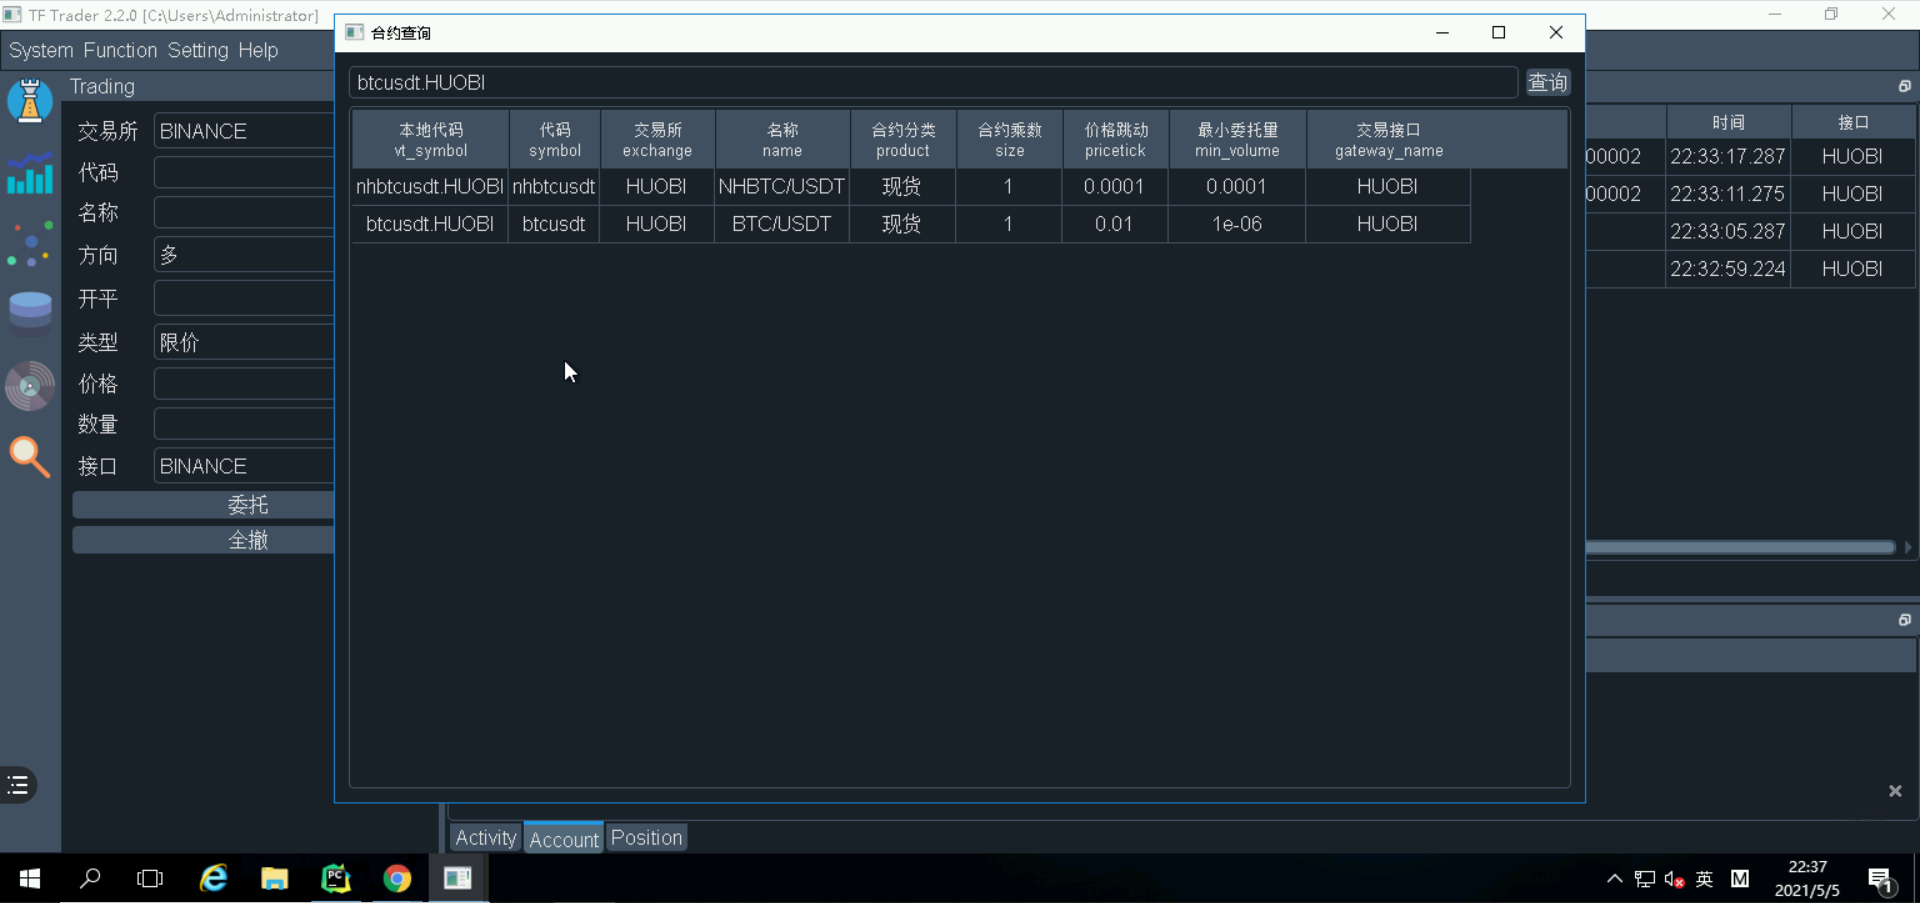 TF Trader 2.2.0 [C:\Users\Administrator]
合约查询
System Function Setting Help
btcusdt.HUOBI 查询
Trading
交易所 BINANCE
代码
名称
方向 多
开平
类型 限价
价格
数量
接口 BINANCE
委托
全撤
本地代码 代码 交易所 名称 合约分类 合约乘数 价格跳动 最小委托量 交易接口
vt_symbol symbol exchange name product size pricetick min_volume gateway_name
nhbtcusdt.HUOBI nhbtcusdt HUOBI NHBTC/USDT 现货 1 0.0001 0.0001 HUOBI
btcusdt.HUOBI btcusdt HUOBI BTC/USDT 现货 1 0.01 1e-06 HUOBI
时间 接口
00002 22:33:17.287 HUOBI
00002 22:33:11.275 HUOBI
22:33:05.287 HUOBI
22:32:59.224 HUOBI
Activity Account Position
PC
英 M
22:37
2021/5/5
1